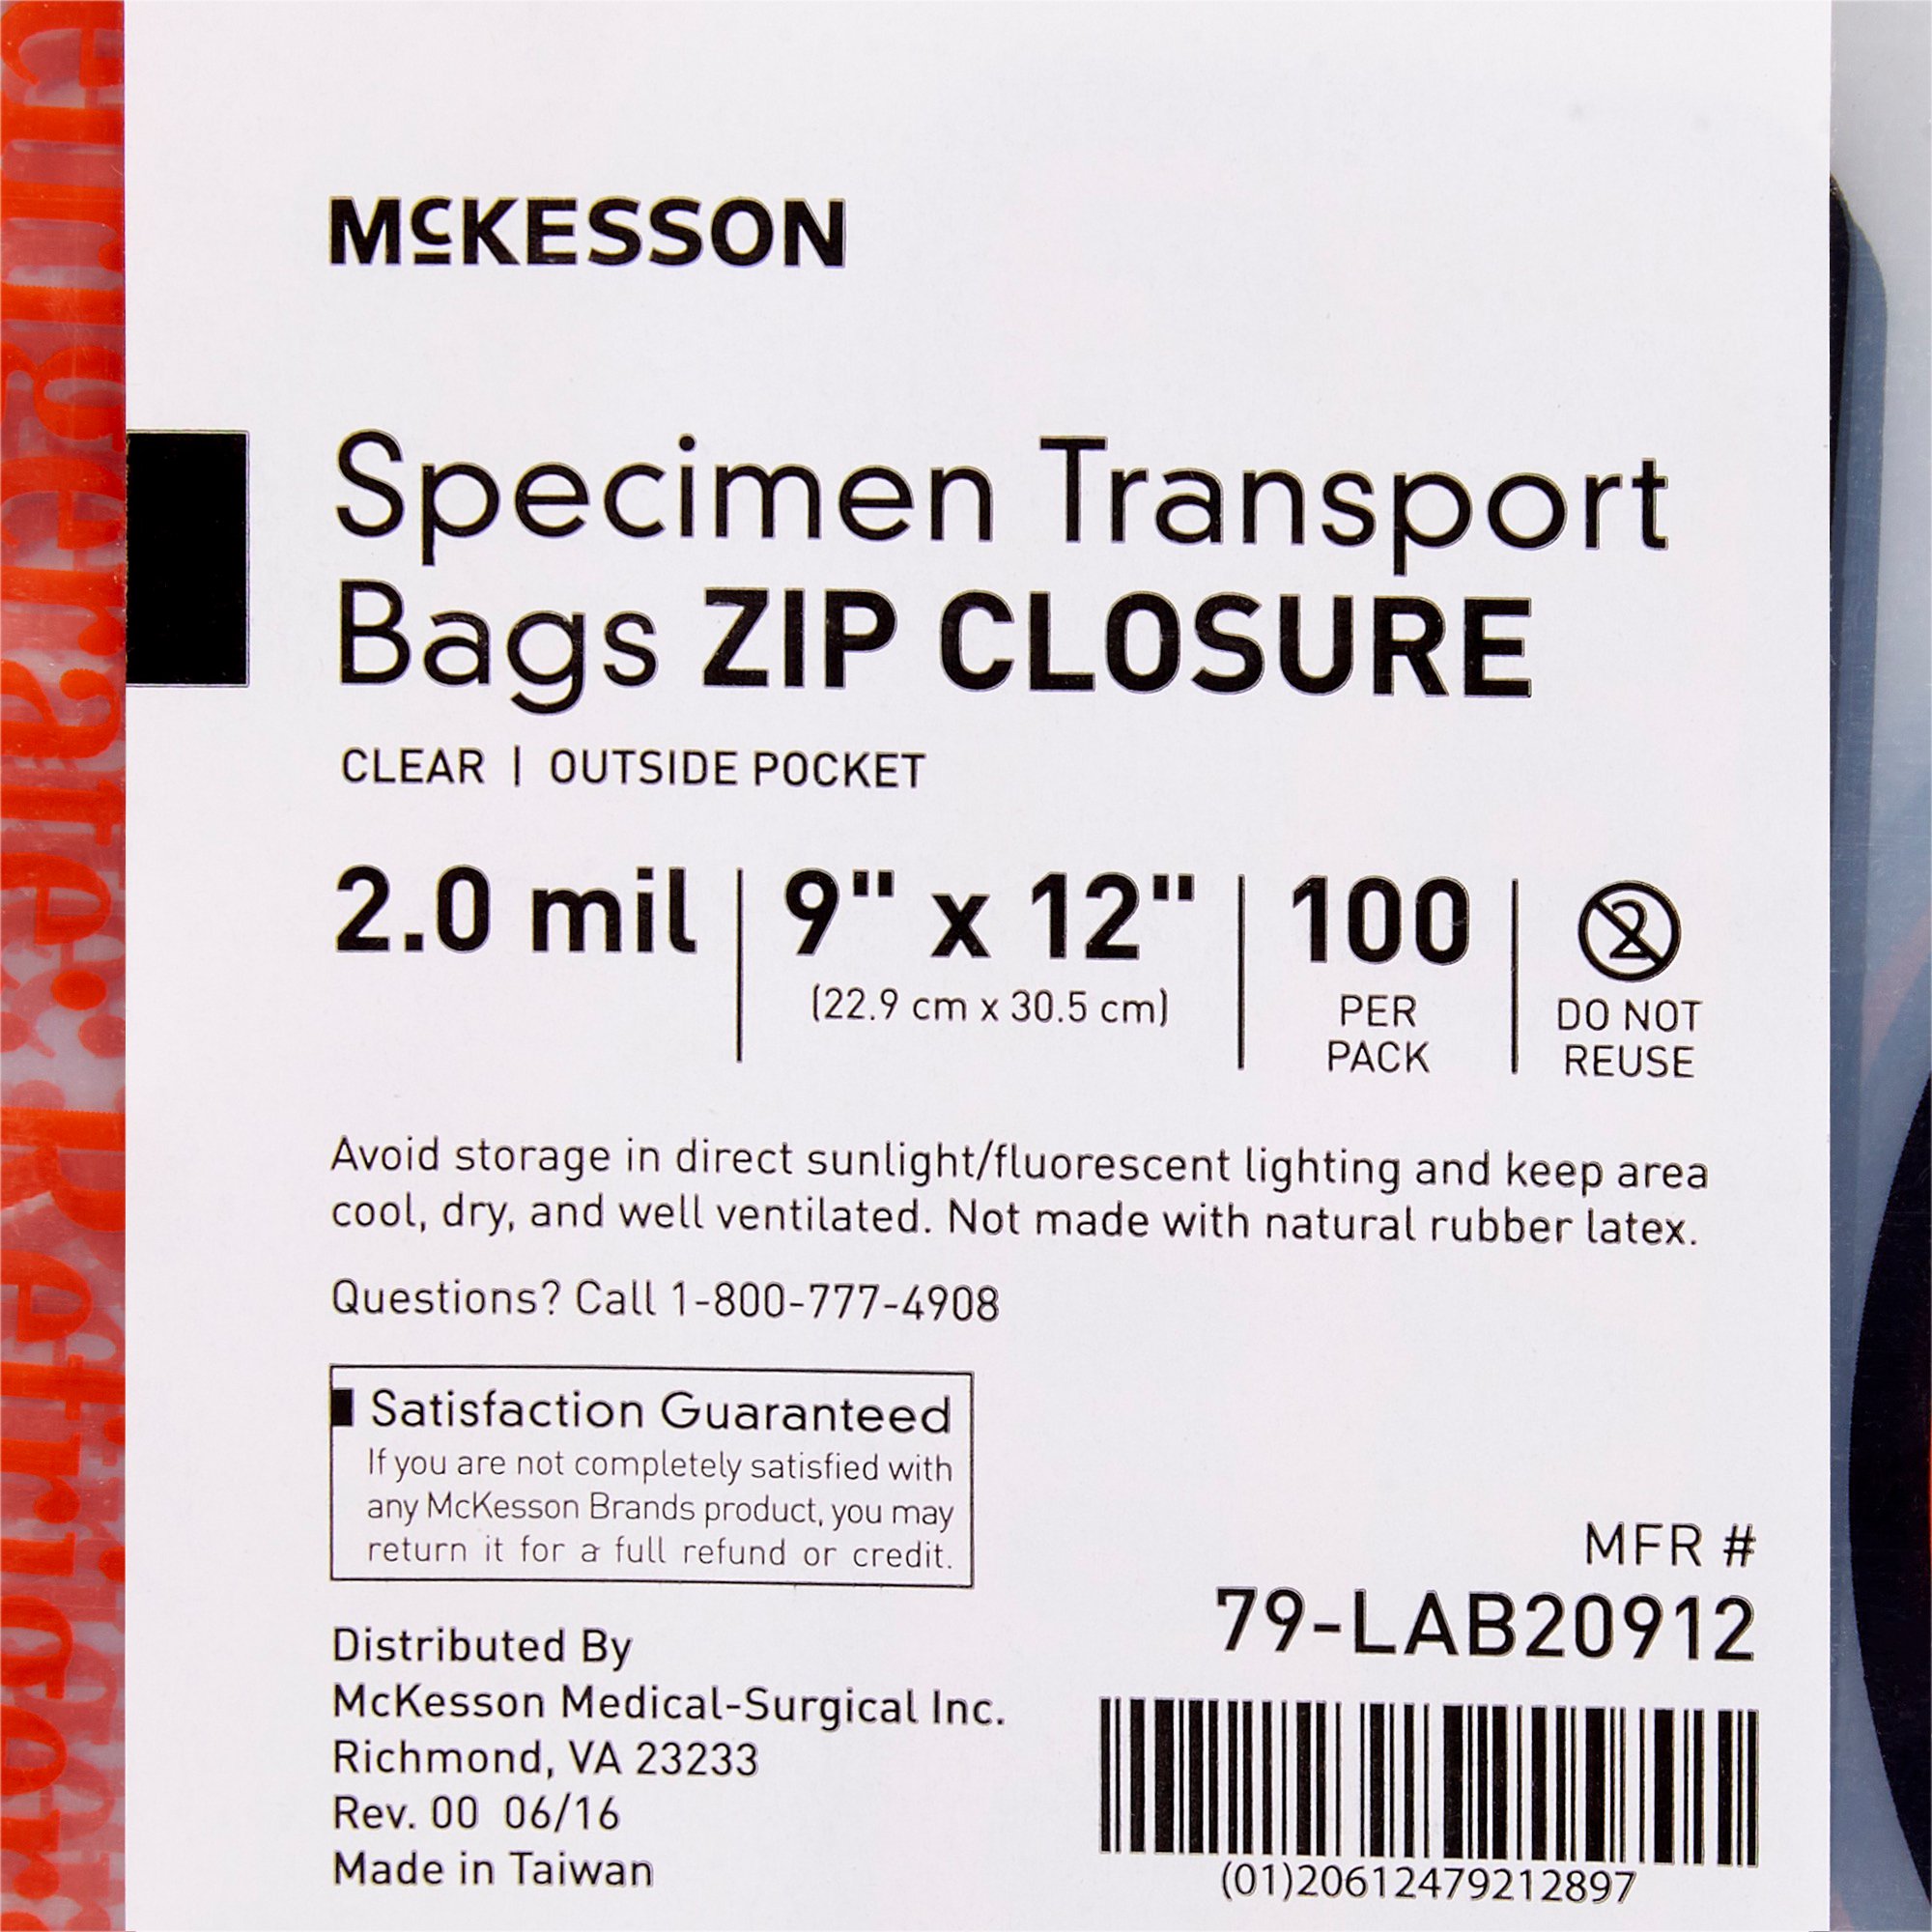 McKESSON
Specimen Transport
Bags ZIP CLOSURE
CLEAR | OUTSIDE POCKET
2.0 mil | 9" x 12" | 100
(22.9 cm x 30.5 cm)
PER
PACK
2
DO NOT
REUSE
Avoid storage in direct sunlight/fluorescent lighting and keep area
cool, dry, and well ventilated. Not made with natural rubber latex.
Questions? Call 1-800-777-4908
Satisfaction Guaranteed
If you are not completely satisfied with
any McKesson Brands product, you may
return it for a full refund or credit.
MFR #
79-LAB20912
Distributed By
McKesson Medical-Surgical Inc.
Richmond, VA 23233
Rev. 00 06/16
Made in Taiwan
(01)20612479212897